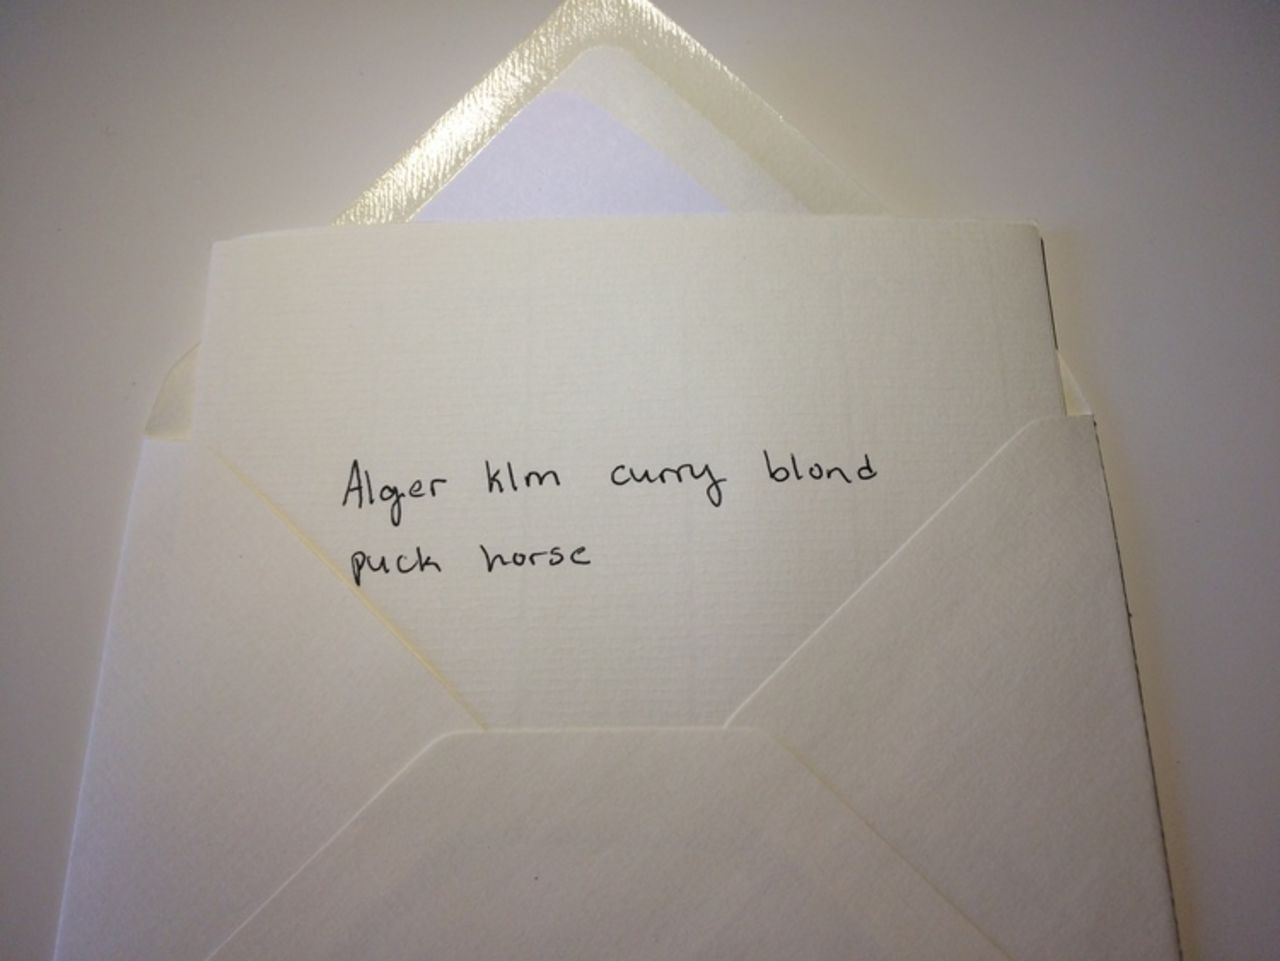 Alger klm curry blond
puck horse